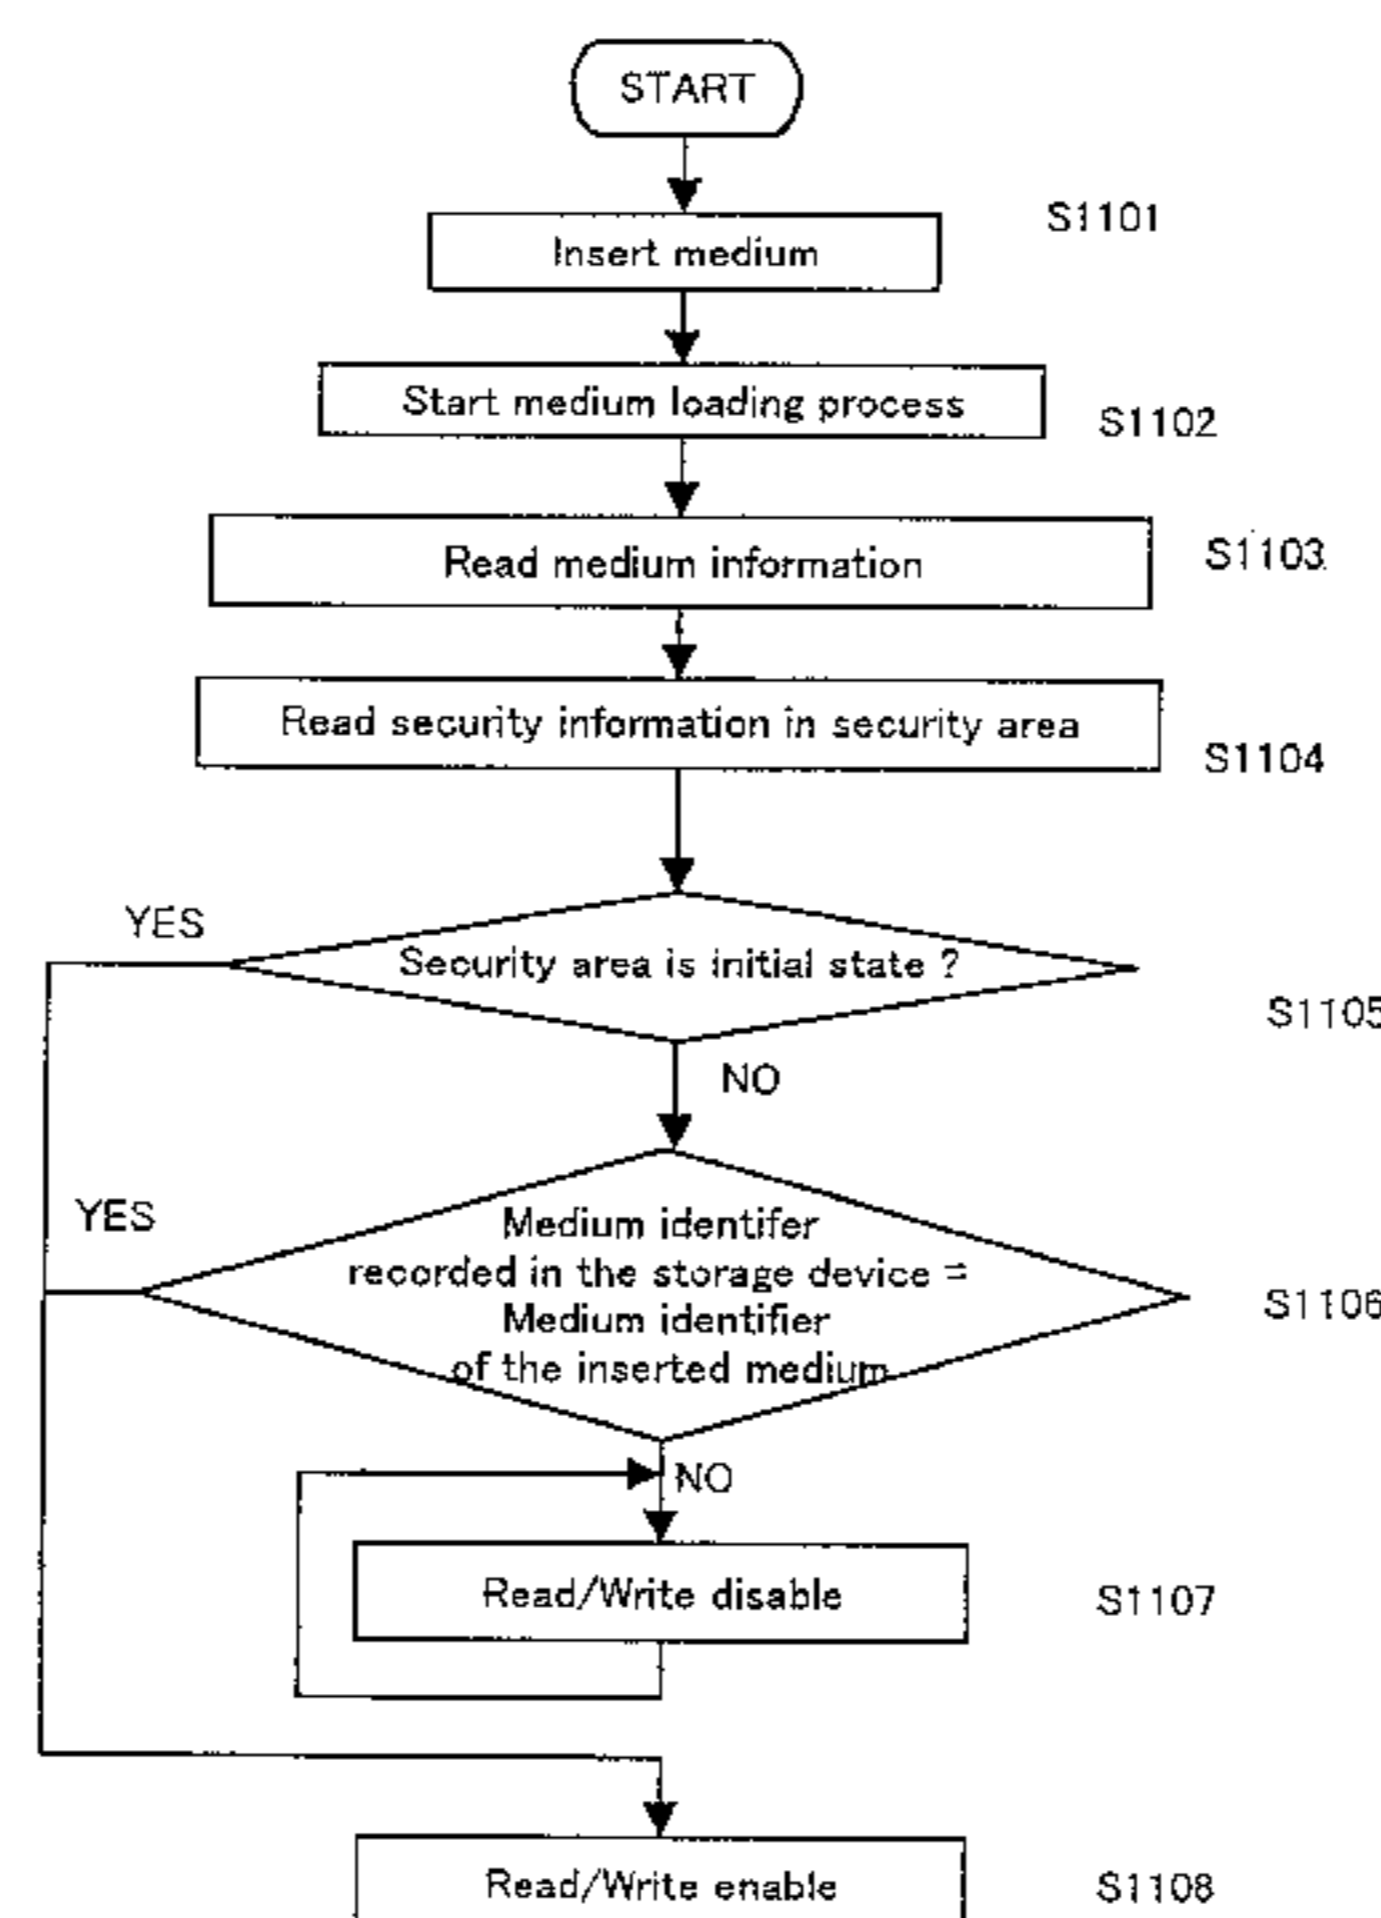 START
S1101
Insert medium
Start medium loading process
S1102
Read medium information
S1103
Read security information in security area
S1104
YES
Security area is initial state ?
S1105
NO
YES
Medium identifer
recorded in the storage device =
Medium identifier
S1106
of the inserted medium
NO
Read/Write disable
S1107
Read/Write enable
S1108